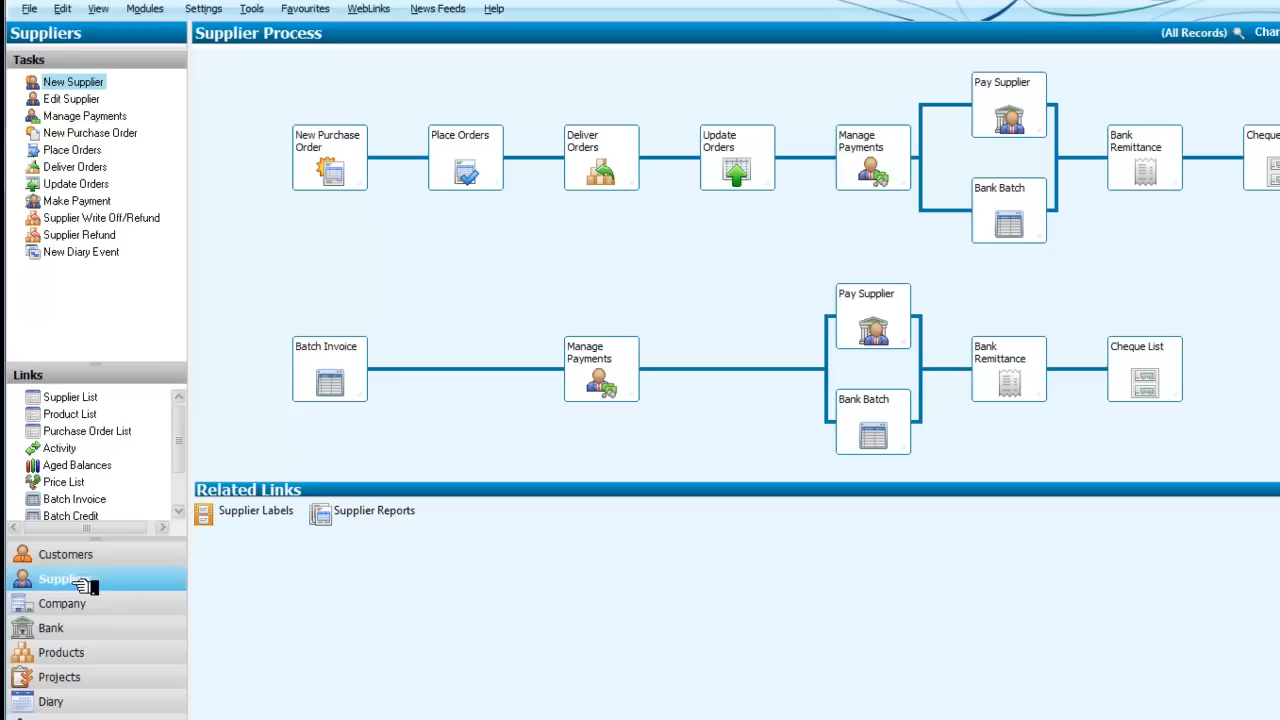 File Edit View Modules Settings Tools Favourites WebLinks News Feeds Help
Suppliers
Supplier Process
(All Records)
Tasks
New Supplier
Edit Supplier
Manage Payments
New Purchase Order
Place Orders
Deliver Orders
Update Orders
Make Payment
Supplier Write Off/Refund
Supplier Refund
New Diary Event
New Purchase
Order
Place Orders
Deliver
Orders
Update
Orders
Manage
Payments
Pay Supplier
Bank Batch
Bank
Remittance
Cheque
Batch Invoice
Manage
Payments
Pay Supplier
Bank Batch
Bank
Remittance
Cheque List
Links
Supplier List
Product List
Purchase Order List
Activity
Aged Balances
Price List
Batch Invoice
Batch Credit
Related Links
Supplier Labels Supplier Reports
Customers
Company
Bank
Products
Projects
Diary